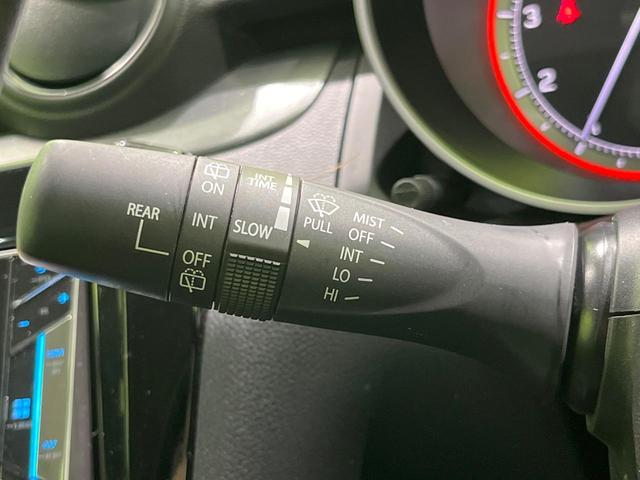 3
2
REAR
ON
INT
OFF
INT
TIME
SLOW
PULL
MIST
OFF
INT
LO
HI